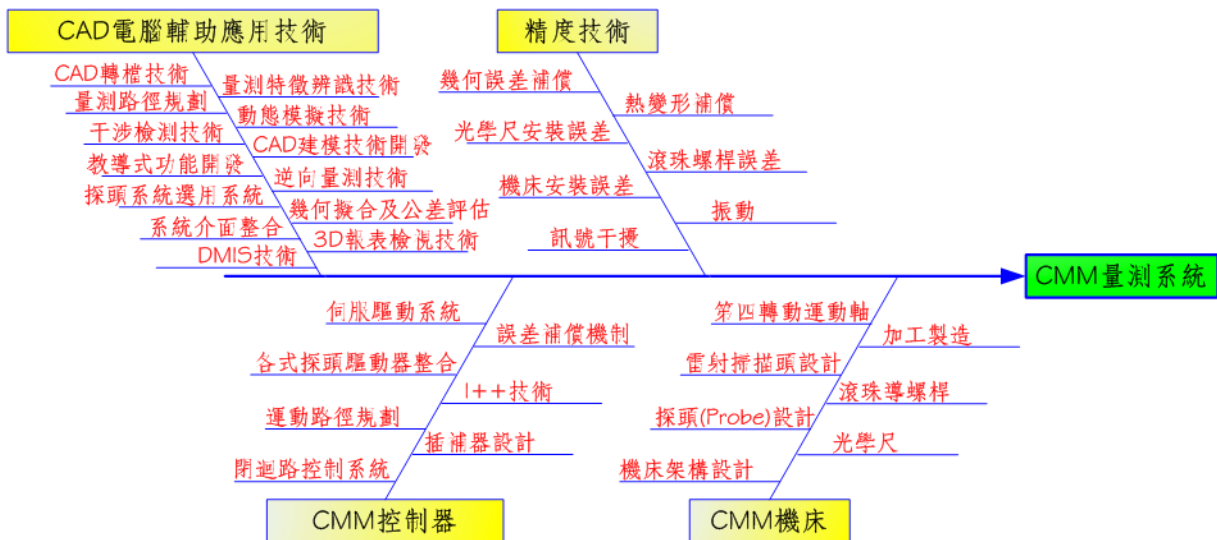 CAD電腦輔助應用技術
CAD轉檔技術
量測路徑規劃
干涉檢測技術
教導式功能開發
探頭系統選用系統
系統介面整合
DMIS技術
量測特徵辨識技術
動態模擬技術
CAD建模技術開發
逆向量測技術
幾何擬合及公差評估
3D報表檢視技術
精度技術
幾何誤差補償
光學尺安裝誤差
機床安裝誤差
訊號干擾
熱變形補償
滾珠螺桿誤差
振動
CMM量測系統
伺服驅動系統
各式探頭驅動器整合
運動路徑規劃
閉迴路控制系統
誤差補償機制
I++技術
插補器設計
CMM控制器
第四轉動運動軸
雷射掃描頭設計
探頭(Probe)設計
機床架構設計
加工製造
滾珠導螺桿
光學尺
CMM機床